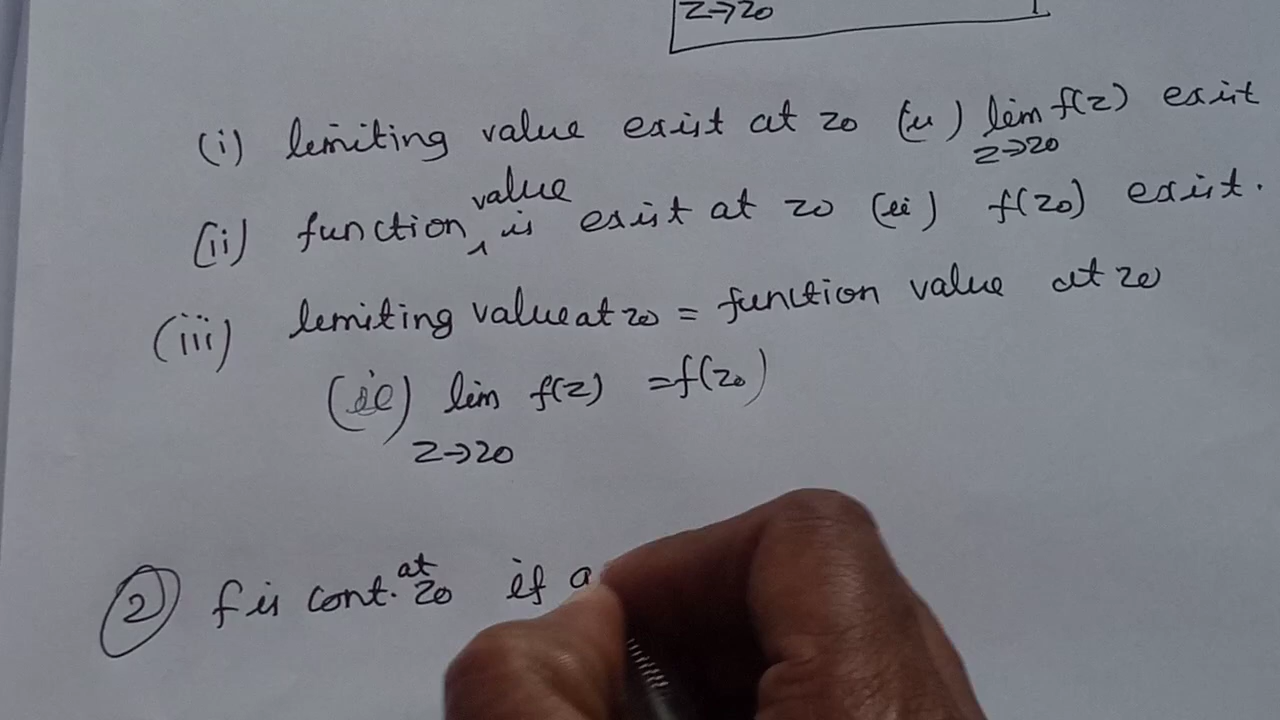 z→z0
(i) limiting value exist at z0 (ie) lim f(z) exist
z→z0
value
(ii) function ‸ is exist at z0 (ie) f(z0) exist.
(iii) limiting value at z0 = function value at z0
(ie) lim f(z) = f(z0)
z→z0
(2) f is cont. at z0 if a